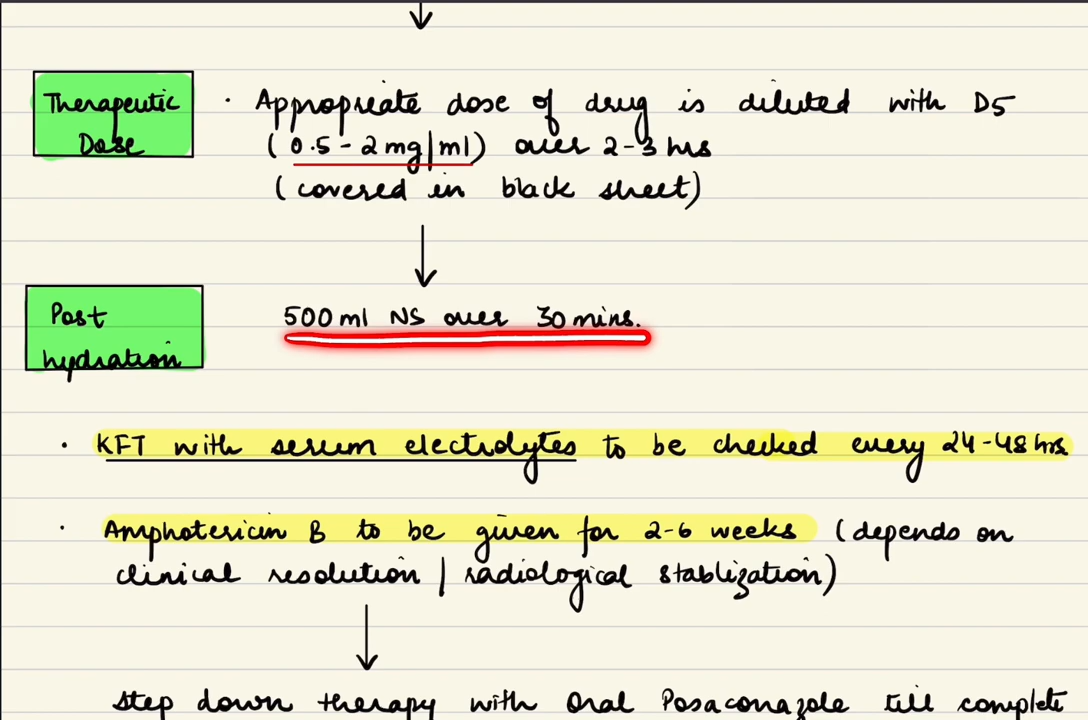 Therapeutic Dose
• Appropriate dose of drug is diluted with D5
(0.5 - 2 mg/ml) over 2-3 hrs
(covered in black sheet)
Post hydration
500 ml NS over 30 mins.
• KFT with serum electrolytes to be checked every 24-48 hrs
• Amphotericin B to be given for 2-6 weeks (depends on
clinical resolution / radiological stablization)
Step down therapy with Oral Posaconazole till complete